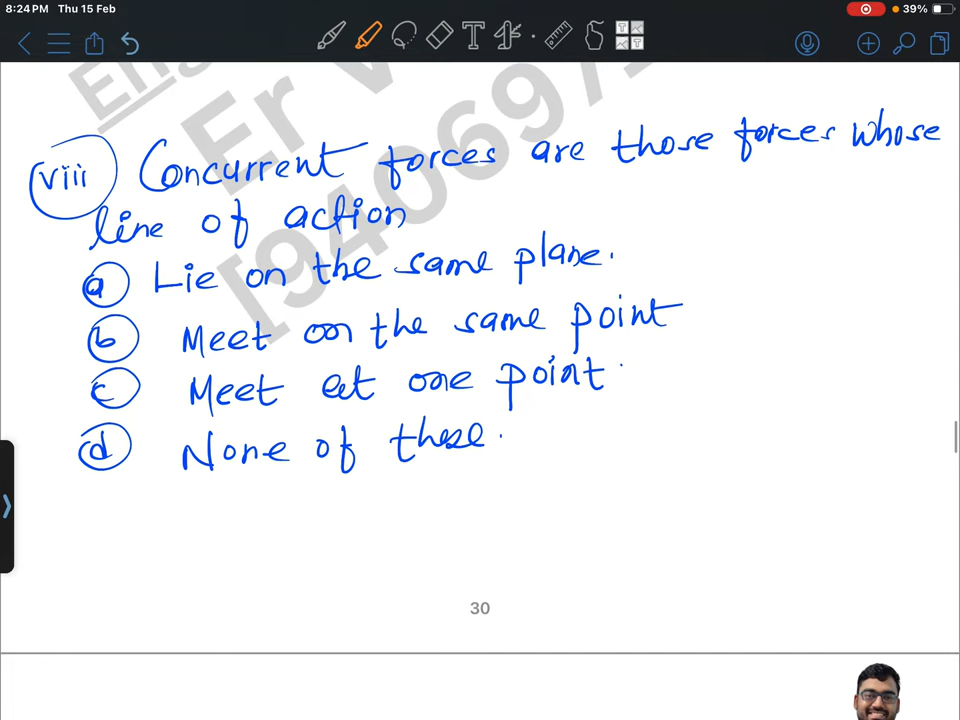 8:24 PM Thu 15 Feb
39%
viii Concurrent forces are those forces whose
line of action
a Lie on the same plane.
b Meet on the same point
c Meet at one point.
d None of these.
30